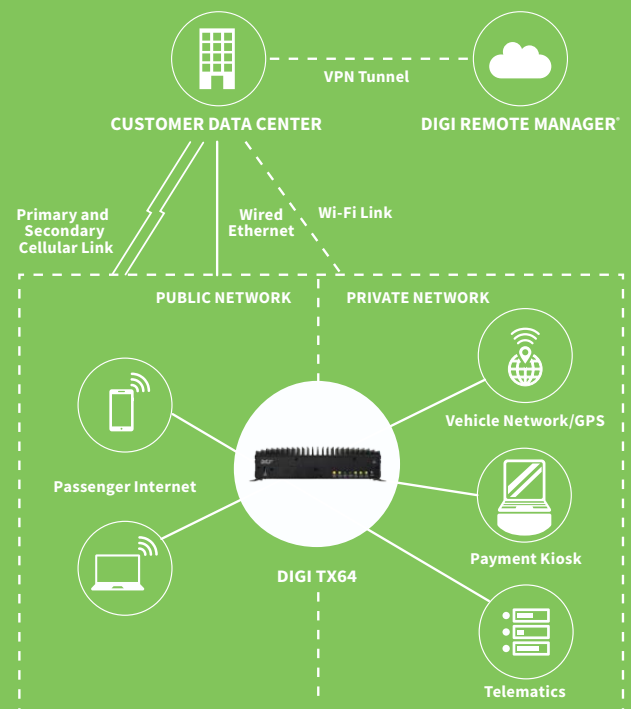 VPN Tunnel
CUSTOMER DATA CENTER
DIGI REMOTE MANAGER®
Primary and
Secondary
Cellular Link
Wired
Ethernet
Wi-Fi Link
PUBLIC NETWORK
PRIVATE NETWORK
Vehicle Network/GPS
Passenger Internet
Payment Kiosk
DIGI TX64
Telematics